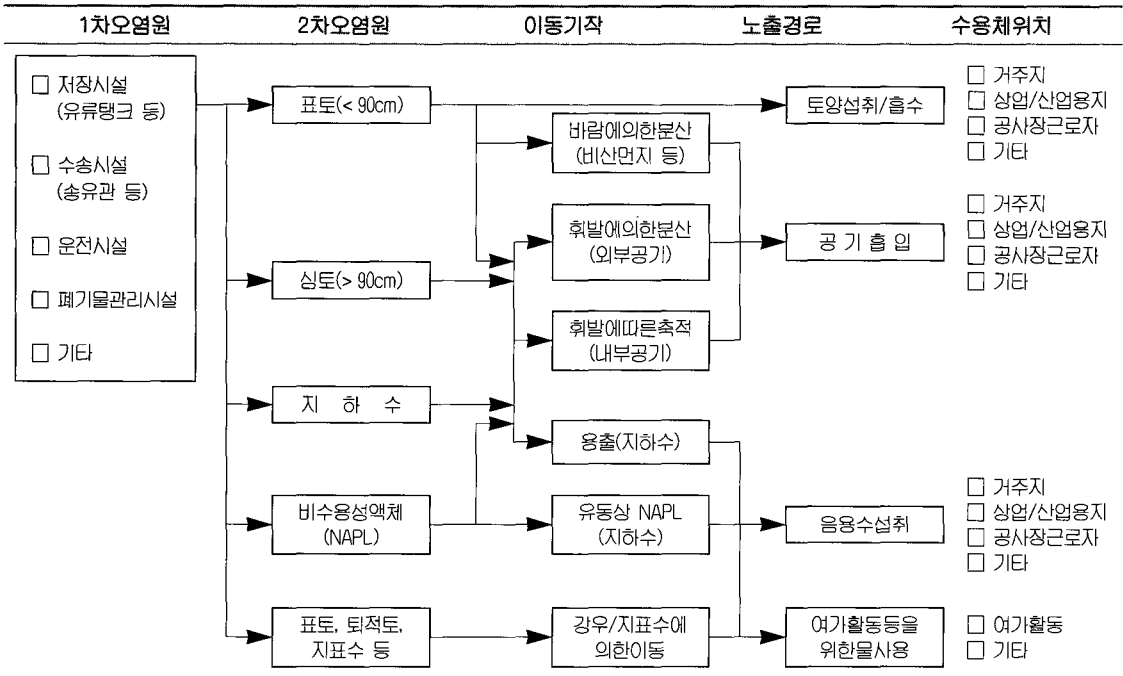 1차오염원 2차오염원 이동기작 노출경로 수용체위치
□ 저장시설
(유류탱크 등)
□ 수송시설
(송유관 등)
□ 운전시설
□ 폐기물관리시설
□ 기타
표토(< 90cm)
심토(> 90cm)
지 하 수
비수용성액체
(NAPL)
표토, 퇴적토,
지표수 등
바람에의한분산
(비산먼지 등)
휘발에의한분산
(외부공기)
휘발에따른축적
(내부공기)
용출(지하수)
유동상 NAPL
(지하수)
강우/지표수에
의한이동
토양섭취/흡수
공 기 흡 입
음용수섭취
여가활동등을
위한물사용
□ 거주지
□ 상업/산업용지
□ 공사장근로자
□ 기타
□ 거주지
□ 상업/산업용지
□ 공사장근로자
□ 기타
□ 거주지
□ 상업/산업용지
□ 공사장근로자
□ 기타
□ 여가활동
□ 기타